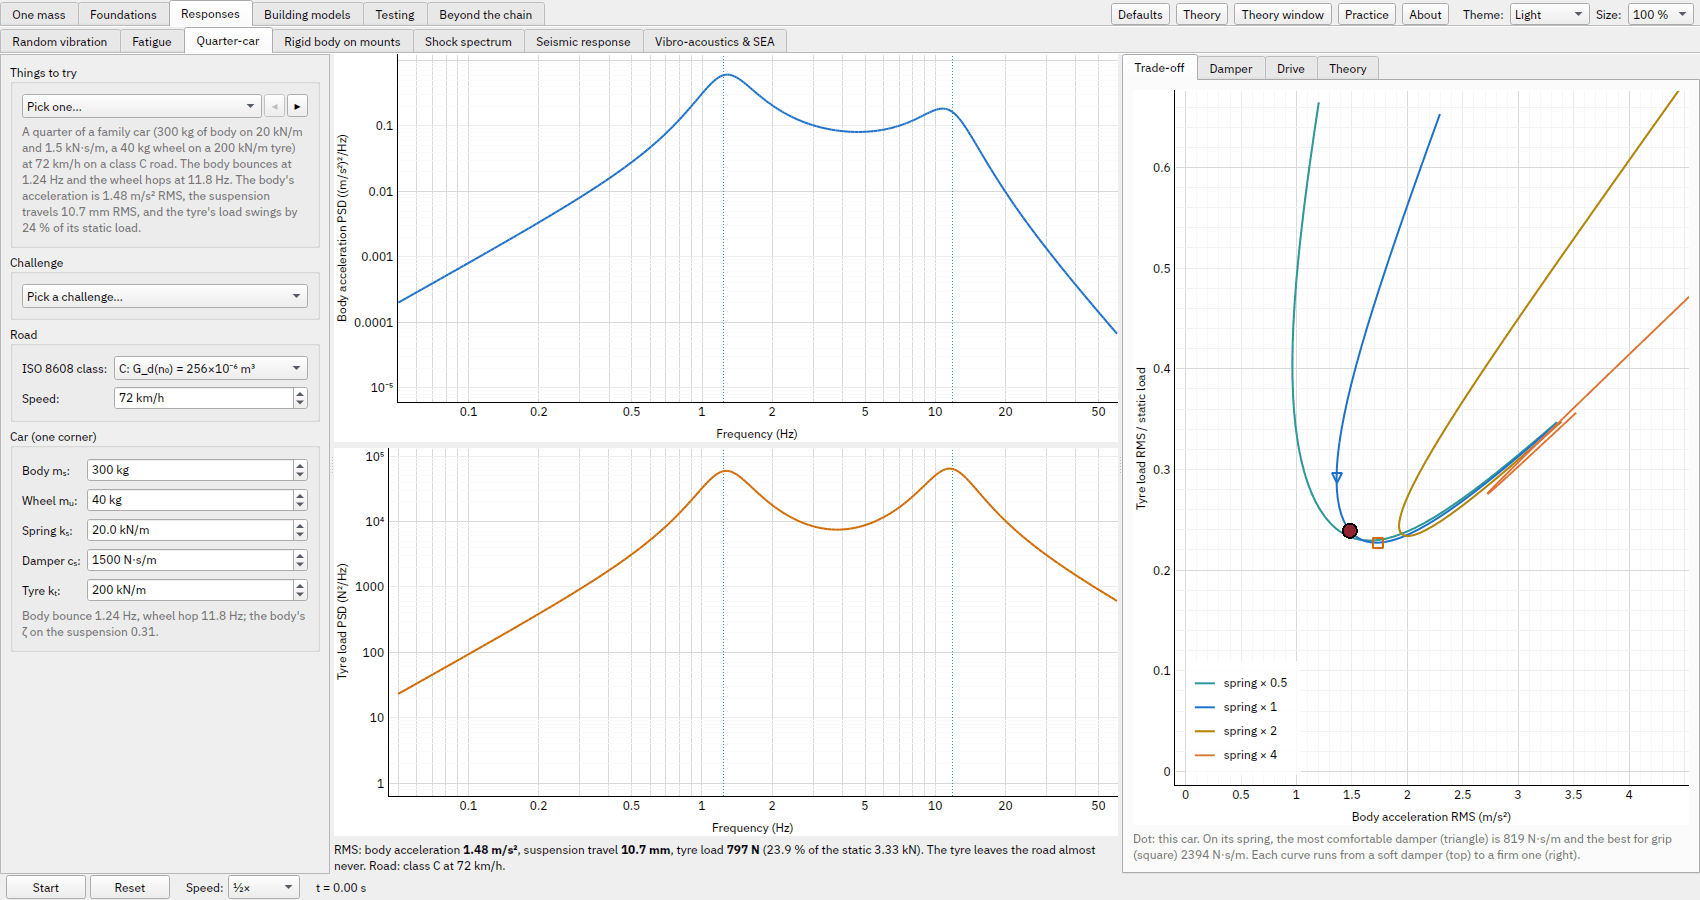 One mass
Foundations
Responses
Building models
Testing
Beyond the chain
Defaults
Theory
Theory window
Practice
About
Theme:
Light
Size:
100 %
Random vibration
Fatigue
Quarter-car
Rigid body on mounts
Shock spectrum
Seismic response
Vibro-acoustics & SEA
Things to try
Pick one...
A quarter of a family car (300 kg of body on 20 kN/m
and 1.5 kN·s/m, a 40 kg wheel on a 200 kN/m tyre)
at 72 km/h on a class C road. The body bounces at
1.24 Hz and the wheel hops at 11.8 Hz. The body's
acceleration is 1.48 m/s² RMS, the suspension
travels 10.7 mm RMS, and the tyre's load swings by
24 % of its static load.
Challenge
Pick a challenge...
Road
ISO 8608 class:
C: G_d(n₀) = 256×10⁻⁶ m³
Speed:
72 km/h
Car (one corner)
Body mₛ:
300 kg
Wheel mᵤ:
40 kg
Spring kₛ:
20.0 kN/m
Damper cₛ:
1500 N·s/m
Tyre kₜ:
200 kN/m
Body bounce 1.24 Hz, wheel hop 11.8 Hz; the body's
ζ on the suspension 0.31.
Body acceleration PSD ((m/s²)²/Hz)
0.1
0.01
0.001
0.0001
10⁻⁵
0.1
0.2
0.5
1
2
5
10
20
50
Frequency (Hz)
Tyre load PSD (N²/Hz)
10⁵
10⁴
1000
100
10
1
0.1
0.2
0.5
1
2
5
10
20
50
Frequency (Hz)
RMS: body acceleration 1.48 m/s², suspension travel 10.7 mm, tyre load 797 N (23.9 % of the static 3.33 kN). The tyre leaves the road almost
never. Road: class C at 72 km/h.
Trade-off
Damper
Drive
Theory
Tyre load RMS / static load
0.6
0.5
0.4
0.3
0.2
0.1
0
spring × 0.5
spring × 1
spring × 2
spring × 4
0
0.5
1
1.5
2
2.5
3
3.5
4
Body acceleration RMS (m/s²)
Dot: this car. On its spring, the most comfortable damper (triangle) is 819 N·s/m and the best for grip
(square) 2394 N·s/m. Each curve runs from a soft damper (top) to a firm one (right).
Start
Reset
Speed:
½×
t = 0.00 s